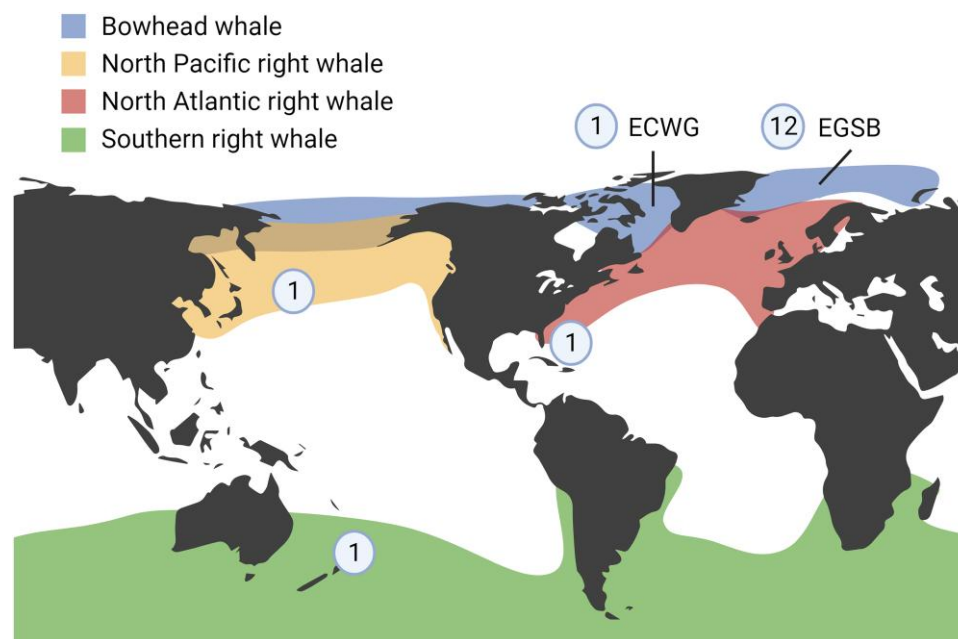 Bowhead whale
North Pacific right whale
North Atlantic right whale
Southern right whale
1 ECWG 12 EGSB
1
1
1